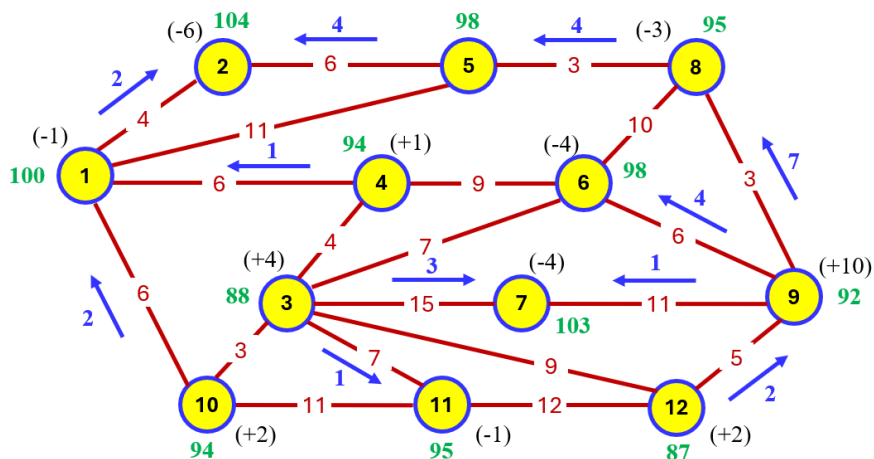 104 4 98 4 95
(-6) (-3)
2 6 5 3 8
2
4 10
(-1) 11 94 (+1) (-4)
1
100 1 6 4 9 6 98 7
3
4 7 4
6 6
(+4) 3 (-4) 1 (+10)
88 3 15 7 11 9 92
2 103
3 7 9 5
1 2
10 11 11 12 12
94 (+2) 95 (-1) 87 (+2)